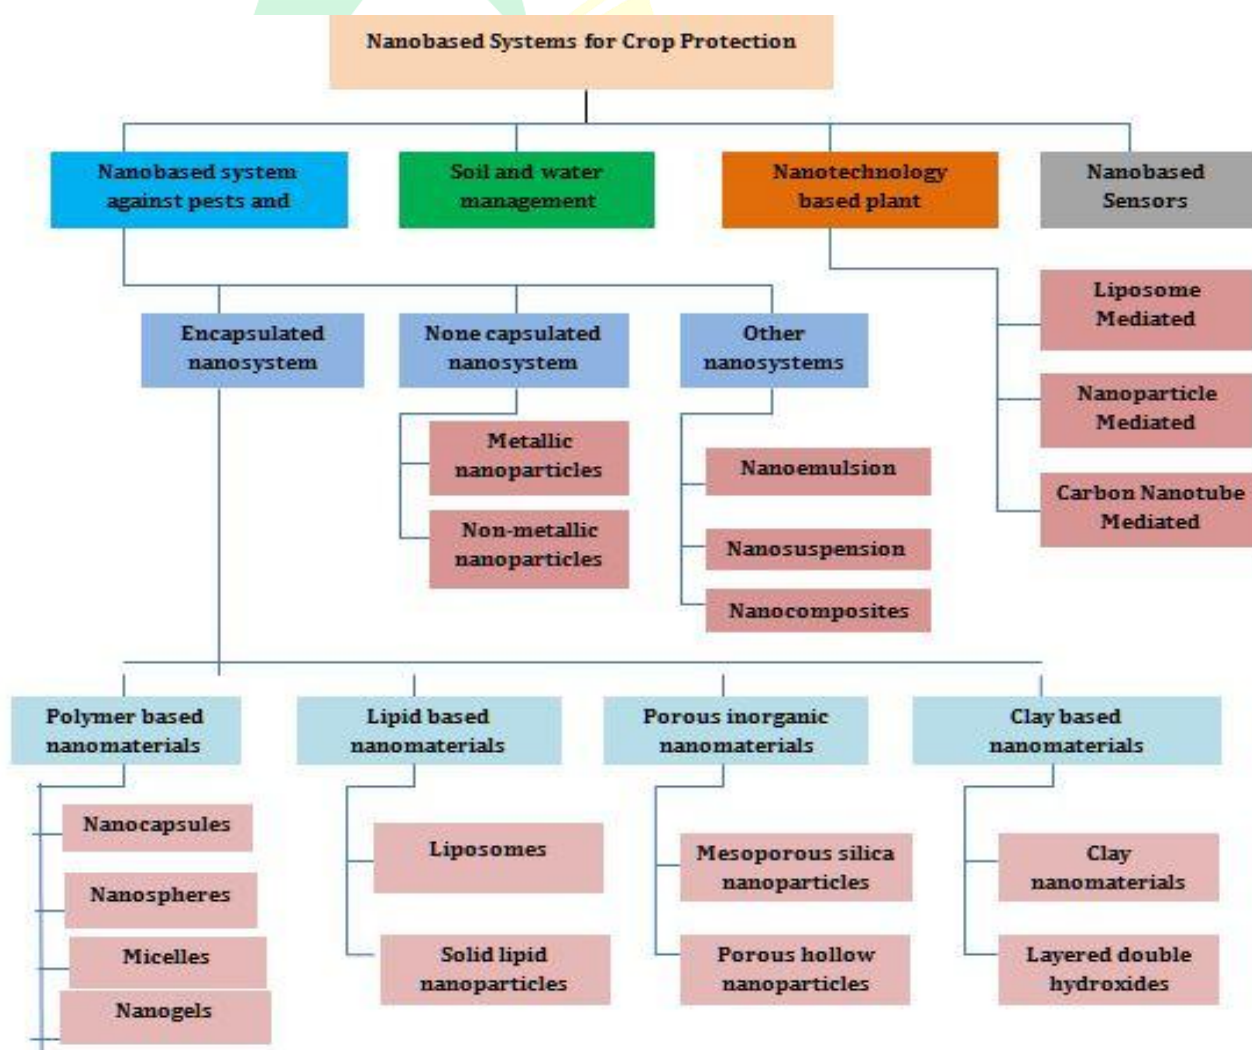 Nanobased Systems for Crop Protection
Nanobased system
against pests and
Soil and water
management
Nanotechnology
based plant
Nanobased
Sensors
Liposome
Mediated
Nanoparticle
Mediated
Carbon Nanotube
Mediated
Encapsulated
nanosystem
None capsulated
nanosystem
Other
nanosystems
Metallic
nanoparticles
Non-metallic
nanoparticles
Nanoemulsion
Nanosuspension
Nanocomposites
Polymer based
nanomaterials
Lipid based
nanomaterials
Porous inorganic
nanomaterials
Clay based
nanomaterials
Nanocapsules
Nanospheres
Micelles
Nanogels
Liposomes
Solid lipid
nanoparticles
Mesoporous silica
nanoparticles
Porous hollow
nanoparticles
Clay
nanomaterials
Layered double
hydroxides